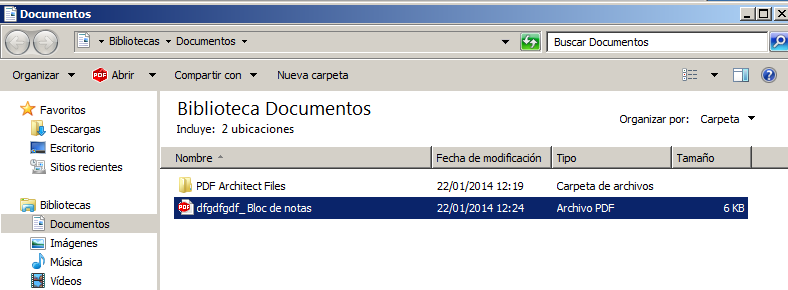 Documentos
Bibliotecas Documentos
Buscar Documentos
Organizar PDF Abrir Compartir con Nueva carpeta
Favoritos
Descargas
Escritorio
Sitios recientes
Bibliotecas
Documentos
Imágenes
Música
Vídeos
Biblioteca Documentos
Incluye: 2 ubicaciones
Organizar por: Carpeta
Nombre Fecha de modificación Tipo Tamaño
PDF Architect Files 22/01/2014 12:19 Carpeta de archivos
PDF dfgdfgdf_ Bloc de notas 22/01/2014 12:24 Archivo PDF 6 KB